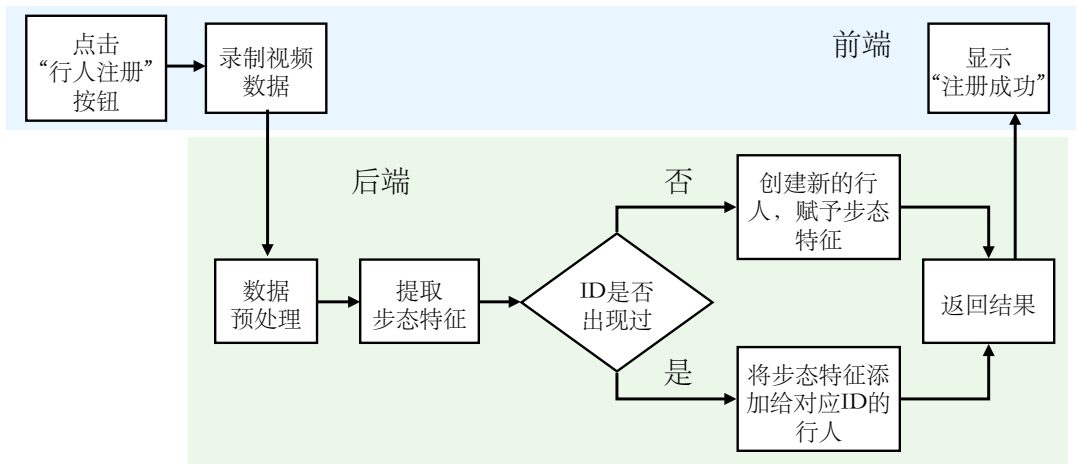 点击
“行人注册”
按钮
录制视频
数据
前端
显示
“注册成功”
后端
数据
预处理
提取
步态特征
ID是否
出现过
否
创建新的行
人，赋予步态
特征
是
将步态特征添
加给对应ID的
行人
返回结果